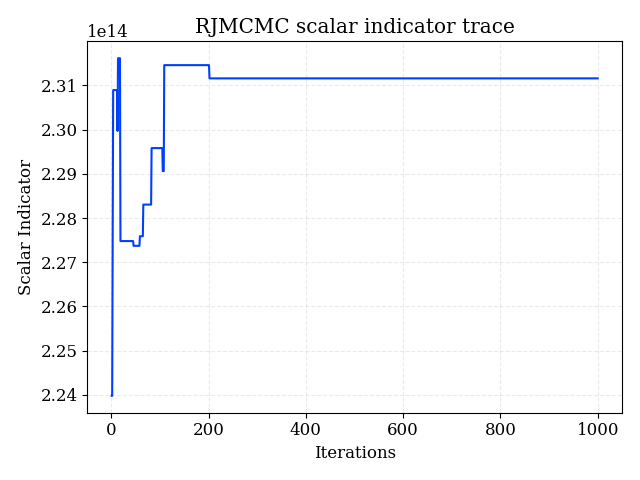 RJMCMC scalar indicator trace
1e14
Scalar Indicator
2.31
2.30
2.29
2.28
2.27
2.26
2.25
2.24
0 200 400 600 800 1000
Iterations